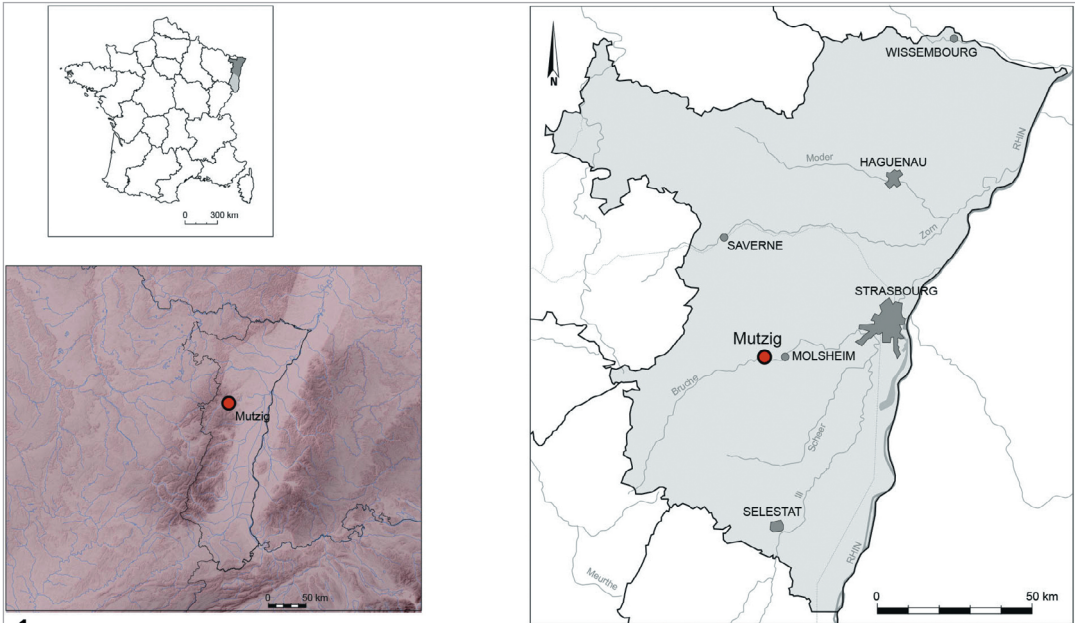 0 300 km
Mutzig
0 50 km
1
N
WISSEMBOURG
RHIN
HAGUENAU
Moder
Zorn
SAVERNE
STRASBOURG
Mutzig
MOLSHEIM
Bruche
Scheer
Ill
SELESTAT
RHIN
Meurthe
0 50 km